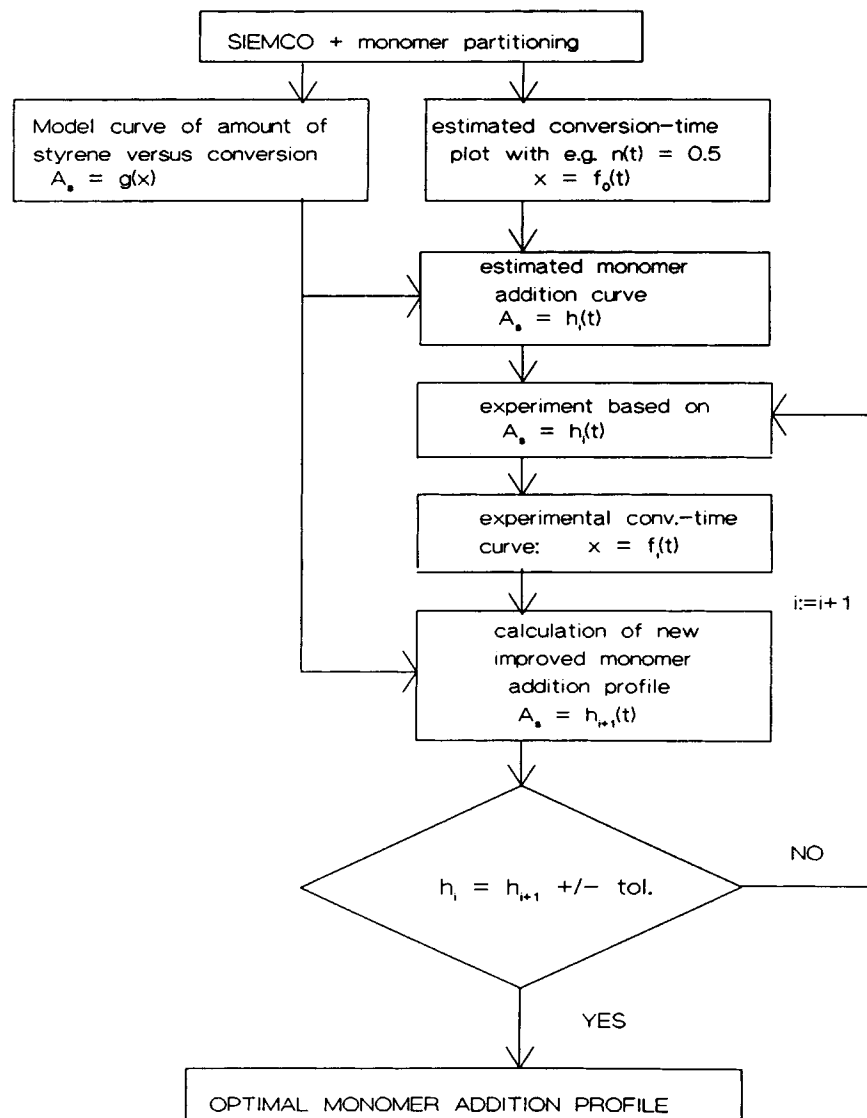 SIEMCO + monomer partitioning
Model curve of amount of
styrene versus conversion
Aₛ = g(x)
estimated conversion-time
plot with e.g. n(t) = 0.5
x = f₀(t)
estimated monomer
addition curve
Aₛ = hᵢ(t)
experiment based on
Aₛ = hᵢ(t)
experimental conv.-time
curve: x = fᵢ(t)
i:=i+1
calculation of new
improved monomer
addition profile
Aₛ = hᵢ₊₁(t)
NO
hᵢ = hᵢ₊₁ +/- tol.
YES
OPTIMAL MONOMER ADDITION PROFILE